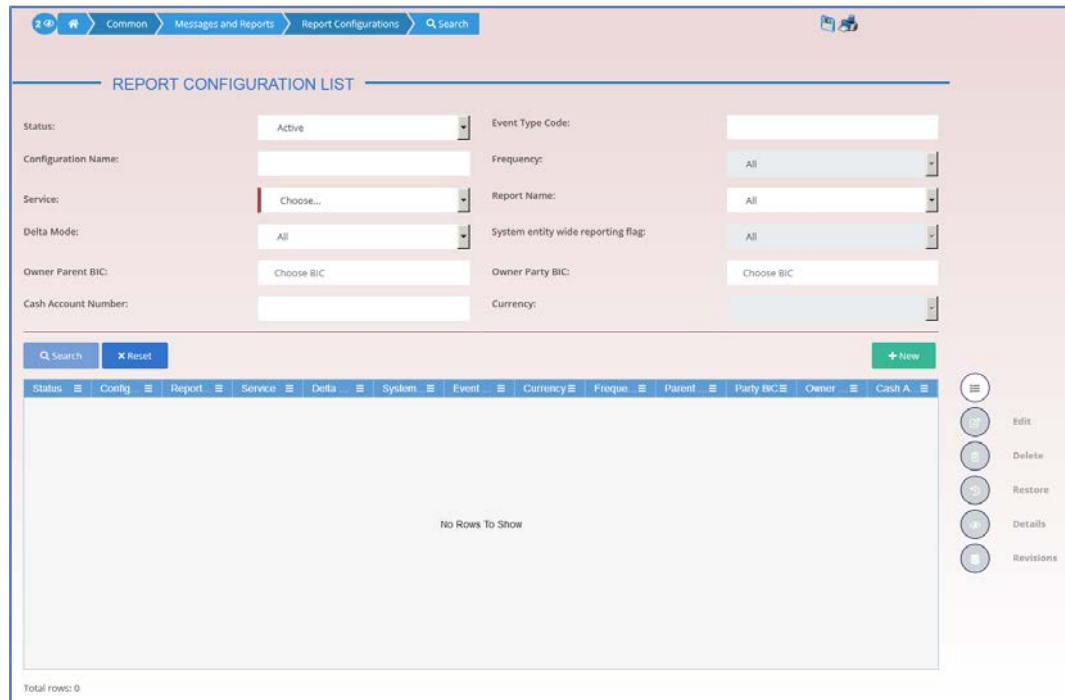 2 Common Messages and Reports Report Configurations Search
REPORT CONFIGURATION LIST
Status: Active Event Type Code:
Configuration Name: Frequency: All
Service: Choose... Report Name: All
Delta Mode: All System entity wide reporting flag: All
Owner Parent BIC: Choose BIC Owner Party BIC: Choose BIC
Cash Account Number: Currency:
Search Reset New
Status Config... Report... Service Delta ... System... Event ... Currency Freque... Parent ... Party BIC Owner ... Cash A...
Edit
Delete
Restore
No Rows To Show Details
Revisions
Total rows: 0